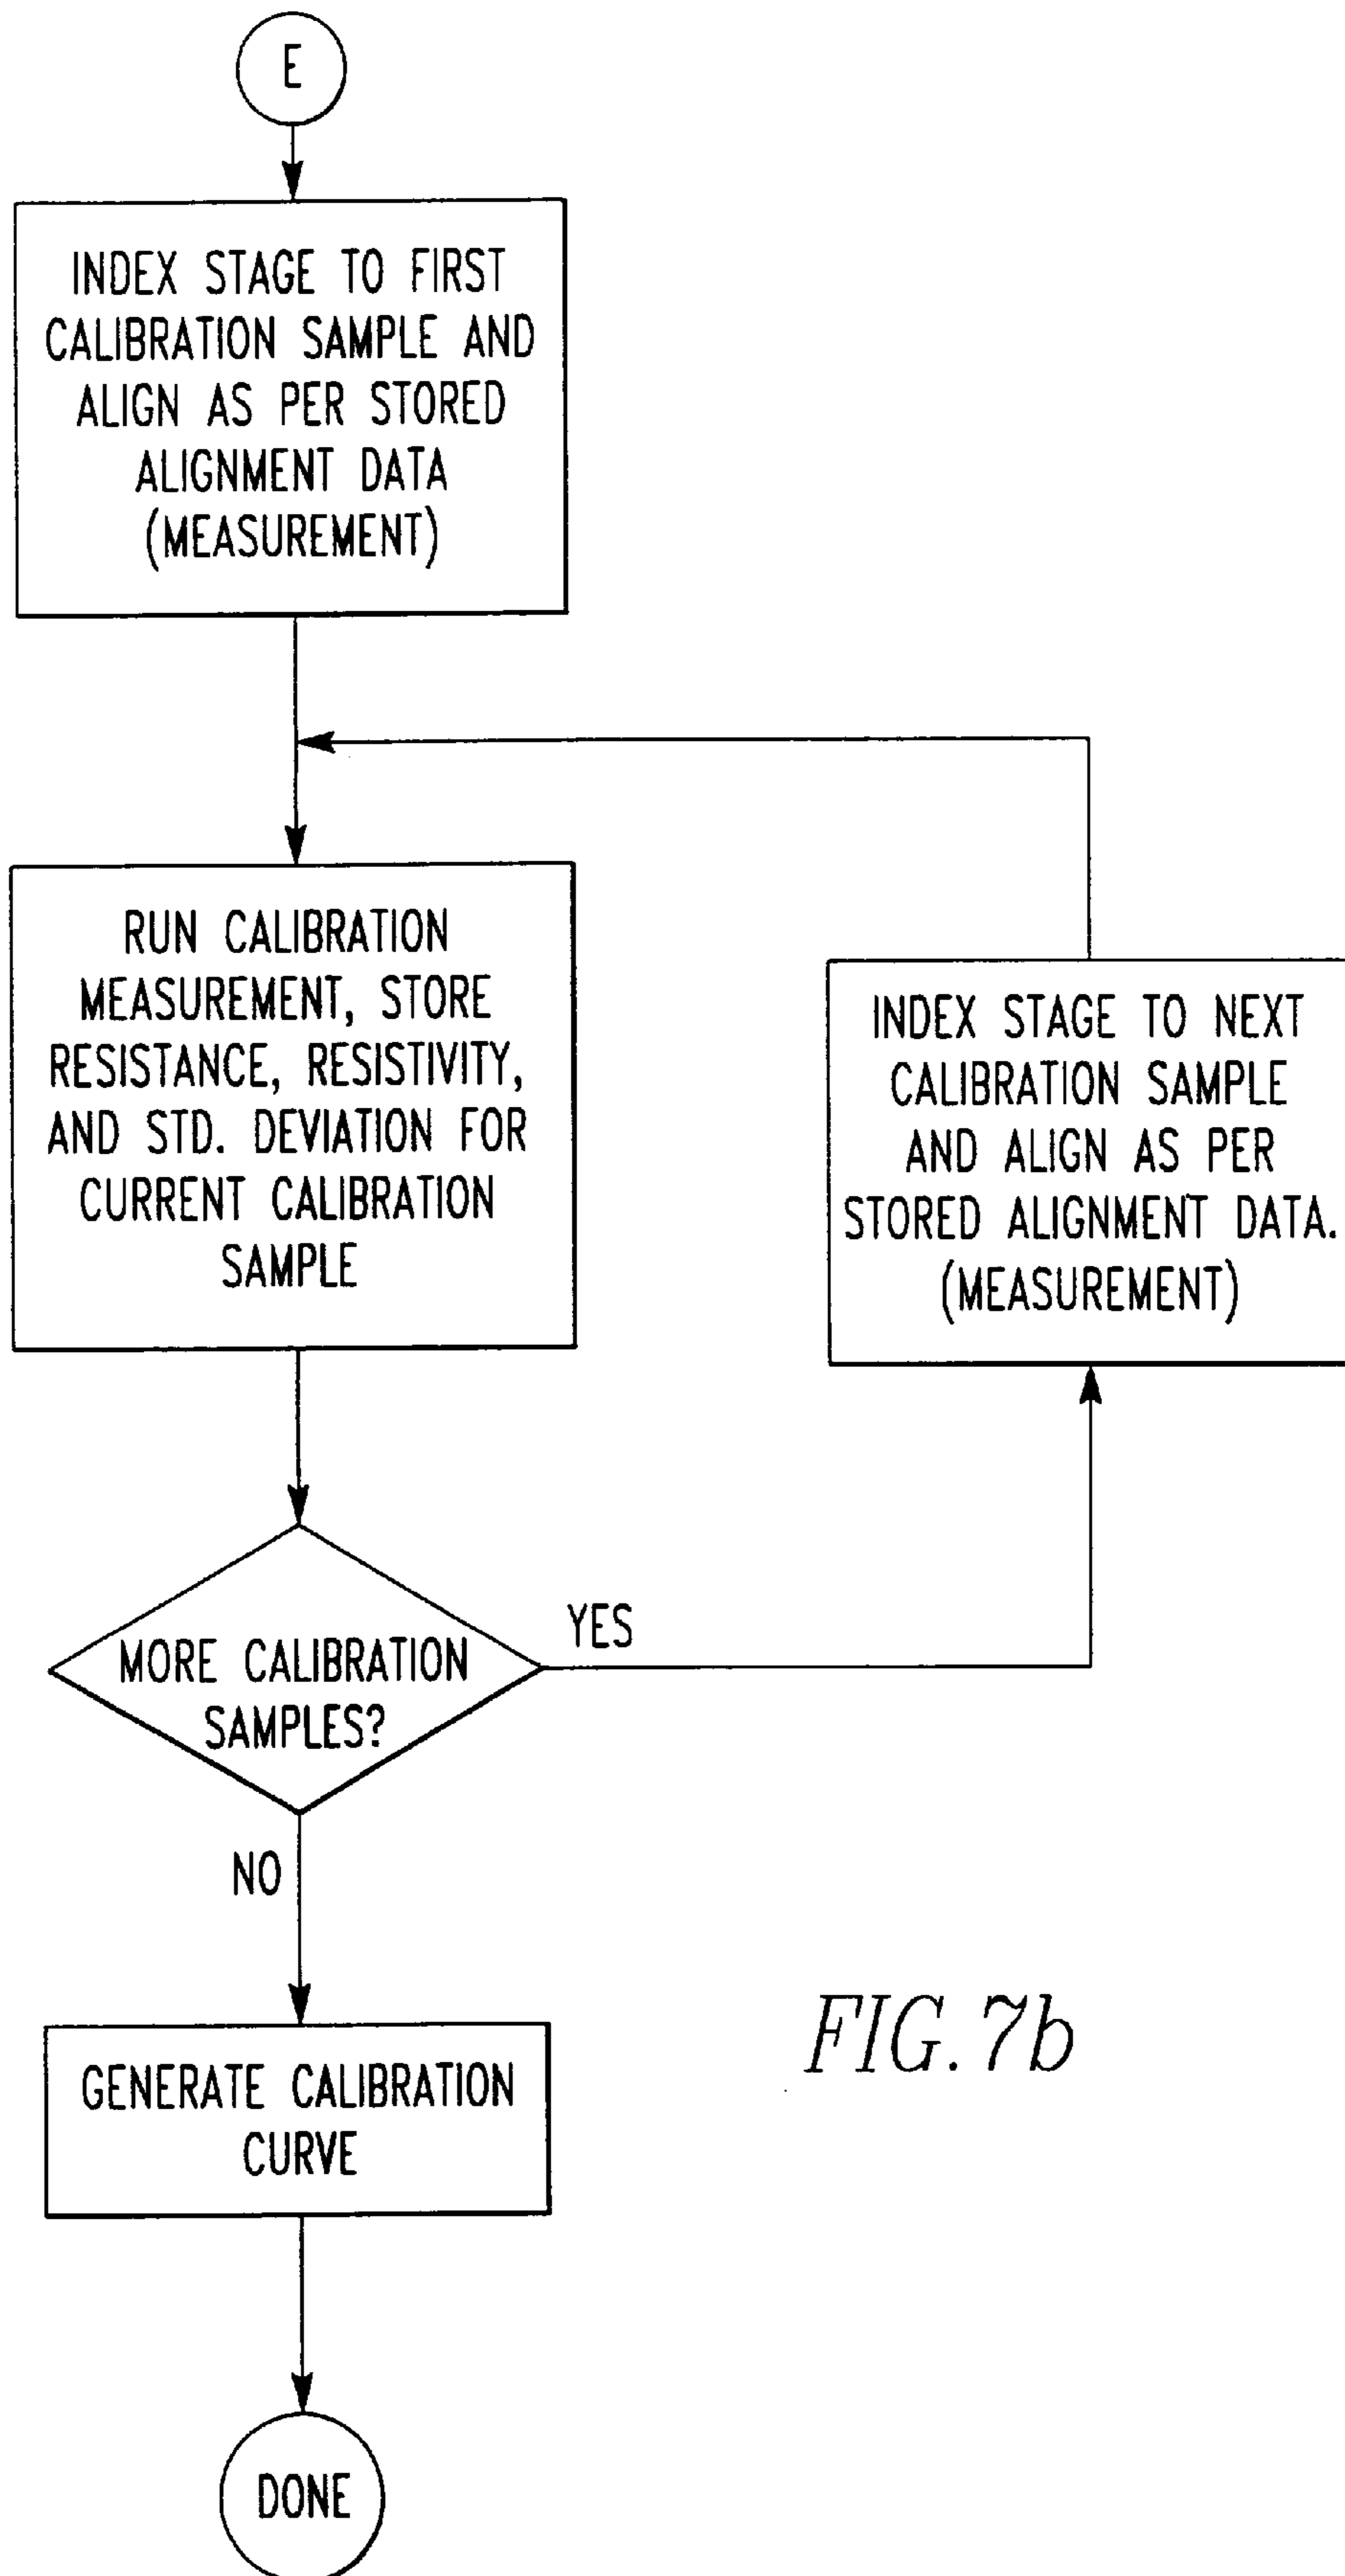 E
INDEX STAGE TO FIRST
CALIBRATION SAMPLE AND
ALIGN AS PER STORED
ALIGNMENT DATA
(MEASUREMENT)
RUN CALIBRATION
MEASUREMENT, STORE
RESISTANCE, RESISTIVITY,
AND STD. DEVIATION FOR
CURRENT CALIBRATION
SAMPLE
INDEX STAGE TO NEXT
CALIBRATION SAMPLE
AND ALIGN AS PER
STORED ALIGNMENT DATA.
(MEASUREMENT)
MORE CALIBRATION
SAMPLES?
YES
NO
GENERATE CALIBRATION
CURVE
DONE
FIG. 7b